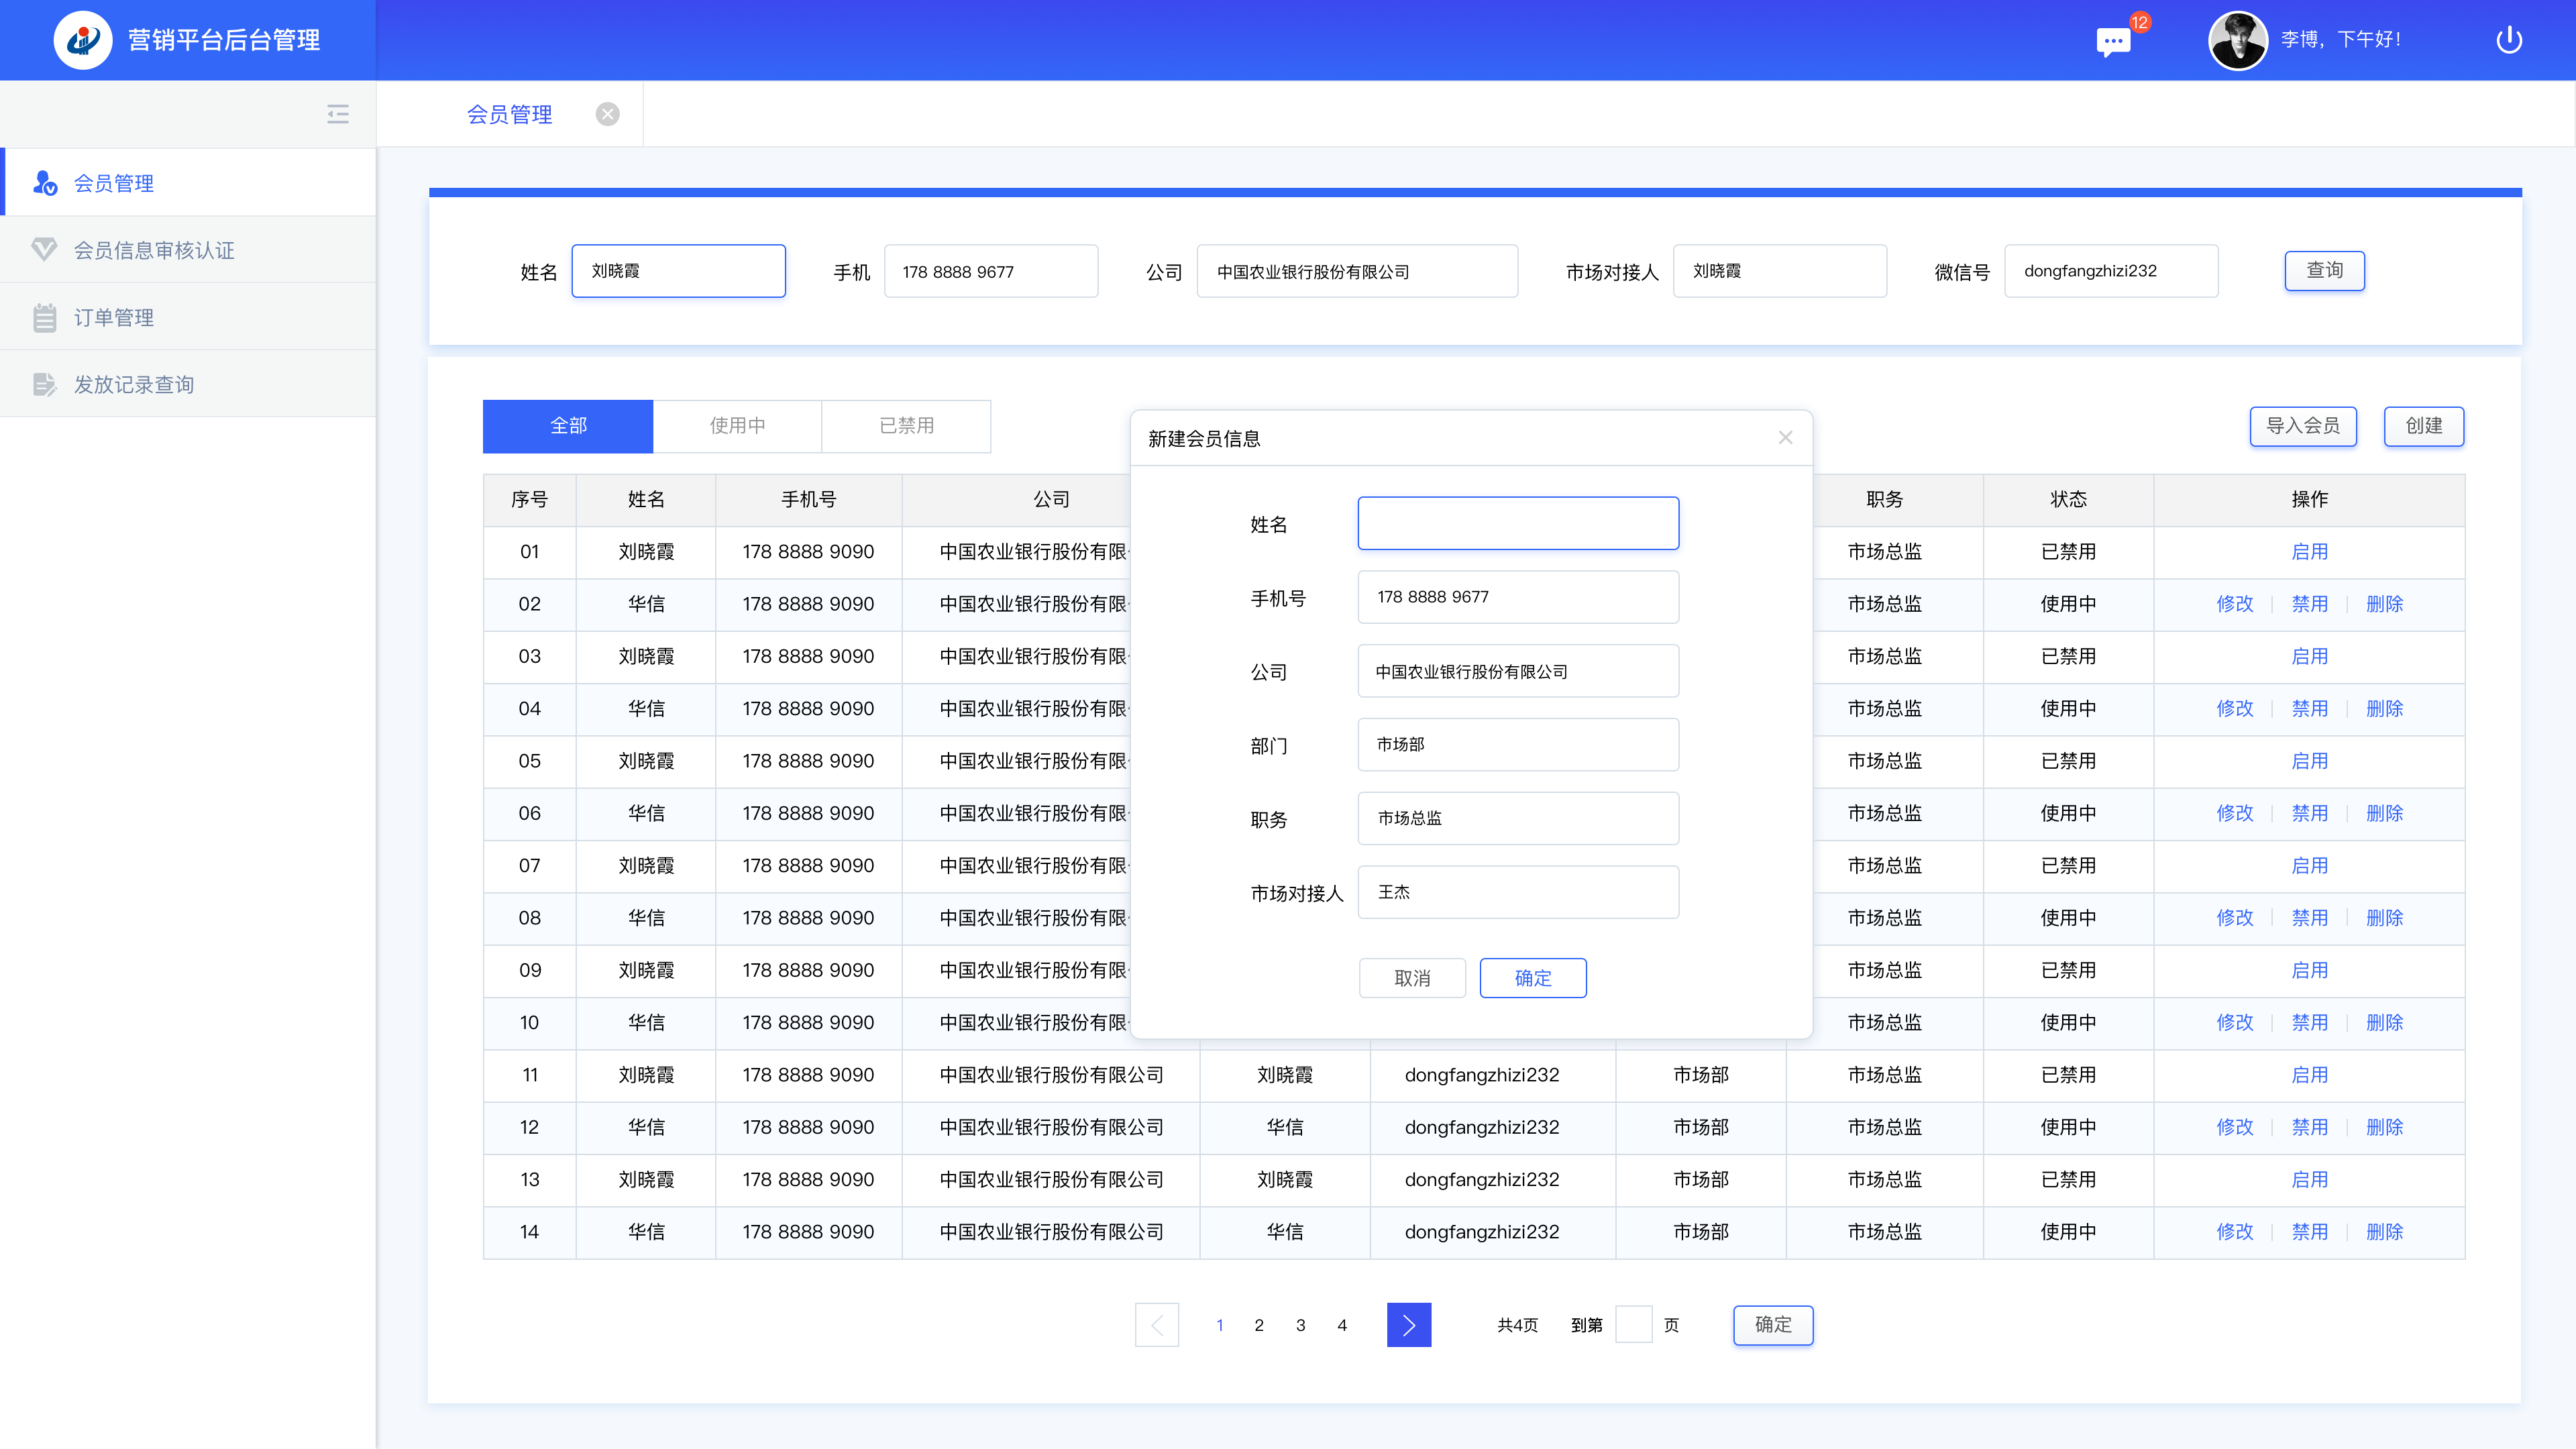 营销平台后台管理
12
李博，下午好！
会员管理
会员管理
会员信息审核认证
订单管理
发放记录查询
姓名 刘晓霞 手机 178 8888 9677 公司 中国农业银行股份有限公司 市场对接人 刘晓霞 微信号 dongfangzhizi232 查询
全部 使用中 已禁用 导入会员 创建
新建会员信息
姓名
手机号 178 8888 9677
公司 中国农业银行股份有限公司
部门 市场部
职务 市场总监
市场对接人 王杰
取消 确定
序号 姓名 手机号 公司 职务 状态 操作
01 刘晓霞 178 8888 9090 中国农业银行股份有限 市场总监 已禁用 启用
02 华信 178 8888 9090 中国农业银行股份有限 市场总监 使用中 修改 禁用 删除
03 刘晓霞 178 8888 9090 中国农业银行股份有限 市场总监 已禁用 启用
04 华信 178 8888 9090 中国农业银行股份有限 市场总监 使用中 修改 禁用 删除
05 刘晓霞 178 8888 9090 中国农业银行股份有限 市场总监 已禁用 启用
06 华信 178 8888 9090 中国农业银行股份有限 市场总监 使用中 修改 禁用 删除
07 刘晓霞 178 8888 9090 中国农业银行股份有限 市场总监 已禁用 启用
08 华信 178 8888 9090 中国农业银行股份有限 市场总监 使用中 修改 禁用 删除
09 刘晓霞 178 8888 9090 中国农业银行股份有限 市场总监 已禁用 启用
10 华信 178 8888 9090 中国农业银行股份有限 市场总监 使用中 修改 禁用 删除
11 刘晓霞 178 8888 9090 中国农业银行股份有限公司 刘晓霞 dongfangzhizi232 市场部 市场总监 已禁用 启用
12 华信 178 8888 9090 中国农业银行股份有限公司 华信 dongfangzhizi232 市场部 市场总监 使用中 修改 禁用 删除
13 刘晓霞 178 8888 9090 中国农业银行股份有限公司 刘晓霞 dongfangzhizi232 市场部 市场总监 已禁用 启用
14 华信 178 8888 9090 中国农业银行股份有限公司 华信 dongfangzhizi232 市场部 市场总监 使用中 修改 禁用 删除
1 2 3 4 共4页 到第 页 确定